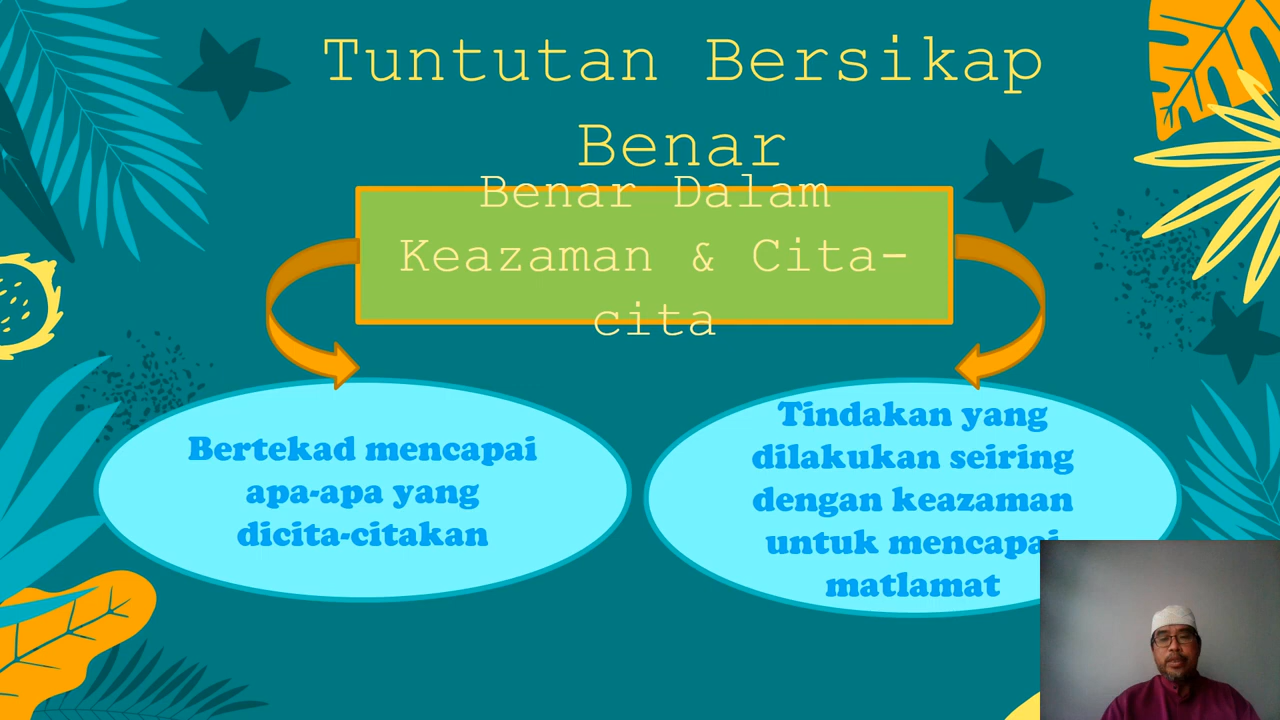 Tuntutan Bersikap
Benar
Benar Dalam
Keazaman & Cita-
cita
Bertekad mencapai
apa-apa yang
dicita-citakan
Tindakan yang
dilakukan seiring
dengan keazaman
untuk mencapai
matlamat